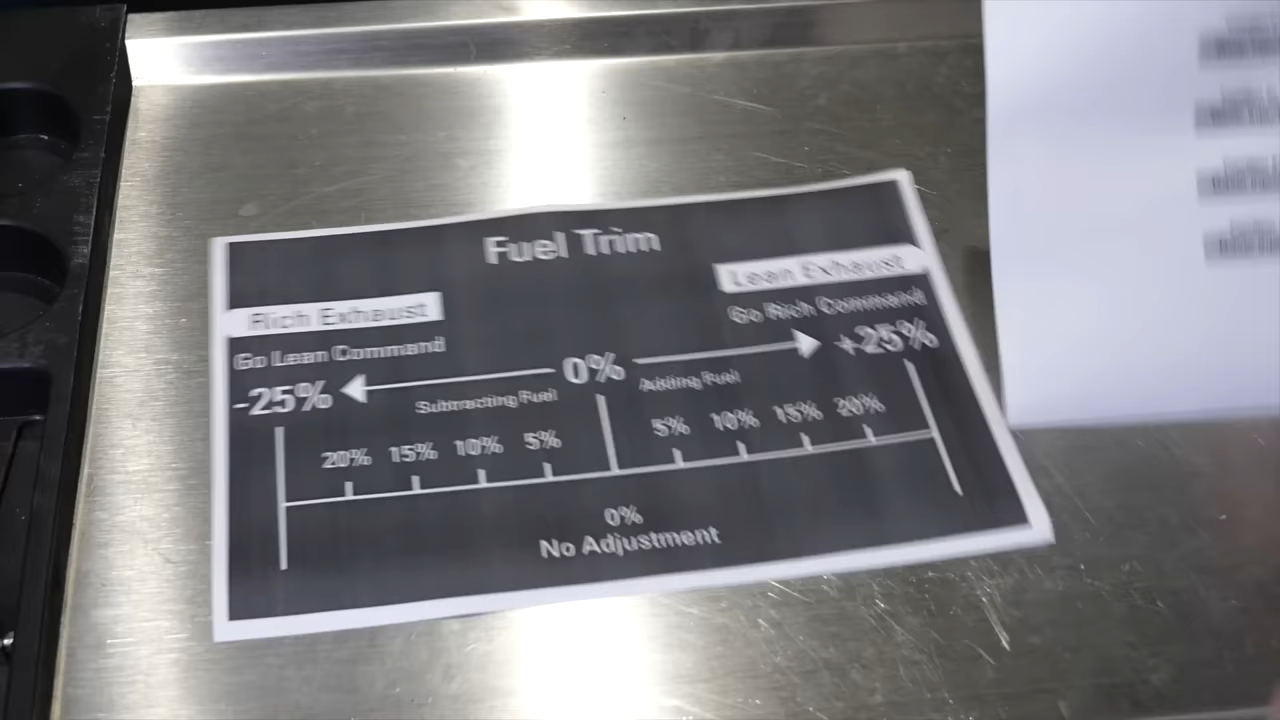 Fuel Trim
Rich Exhaust
Lean Exhaust
Go Lean Command
Go Rich Command
-25%
0%
+25%
Subtracting Fuel
Adding Fuel
20% 15% 10% 5%
5% 10% 15% 20%
0%
No Adjustment